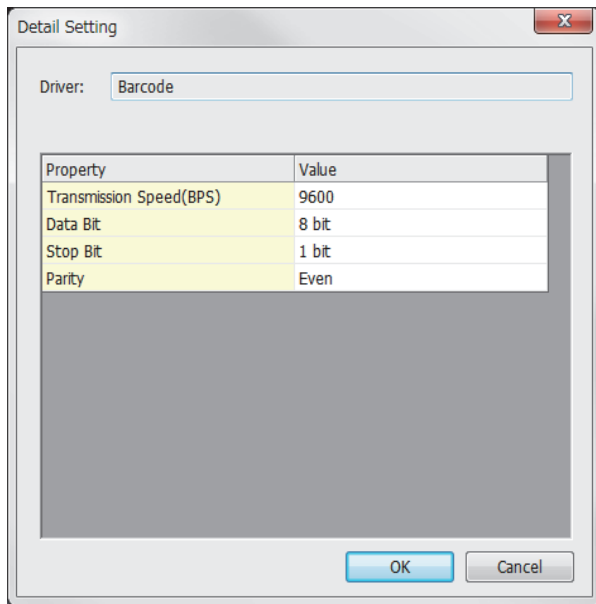 Detail Setting
x
Driver: Barcode
Property Value
Transmission Speed(BPS) 9600
Data Bit 8 bit
Stop Bit 1 bit
Parity Even
OK Cancel